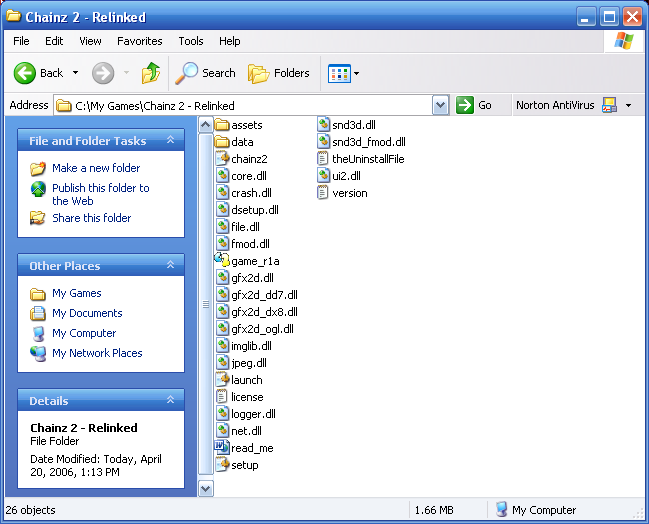 Chainz 2 - Relinked
File Edit View Favorites Tools Help
Back Search Folders
Address C:\My Games\Chainz 2 - Relinked Go Norton AntiVirus
File and Folder Tasks
Make a new folder
Publish this folder to
the Web
Share this folder
Other Places
My Games
My Documents
My Computer
My Network Places
Details
Chainz 2 - Relinked
File Folder
Date Modified: Today, April
20, 2006, 1:13 PM
assets
data
chainz2
core.dll
crash.dll
dsetup.dll
file.dll
fmod.dll
game_r1a
gfx2d.dll
gfx2d_dd7.dll
gfx2d_dx8.dll
gfx2d_ogl.dll
imglib.dll
jpeg.dll
launch
license
logger.dll
net.dll
read_me
setup
snd3d.dll
snd3d_fmod.dll
theUninstallFile
ui2.dll
version
26 objects 1.66 MB My Computer